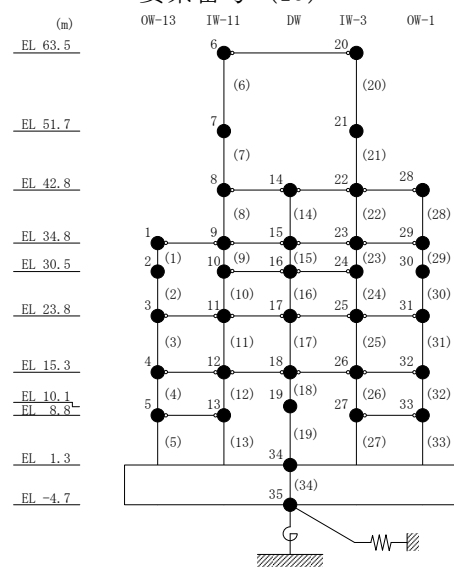 (m) OW-13 IW-11 DW IW-3 OW-1
EL 63.5 6 20
(6) (20)
EL 51.7 7 21
(7) (21)
EL 42.8 8 14 22 28
(8) (14) (22) (28)
EL 34.8 1 9 15 23 29
(1) (9) (15) (23) (29)
EL 30.5 2 10 16 24 30
(2) (10) (16) (24) (30)
EL 23.8 3 11 17 25 31
(3) (11) (17) (25) (31)
EL 15.3 4 12 18 26 32
(4) (12) (18) (26) (32)
EL 10.1 19
EL 8.8 5 13 27 33
(5) (13) (19) (27) (33)
EL 1.3 34
(34)
EL -4.7 35